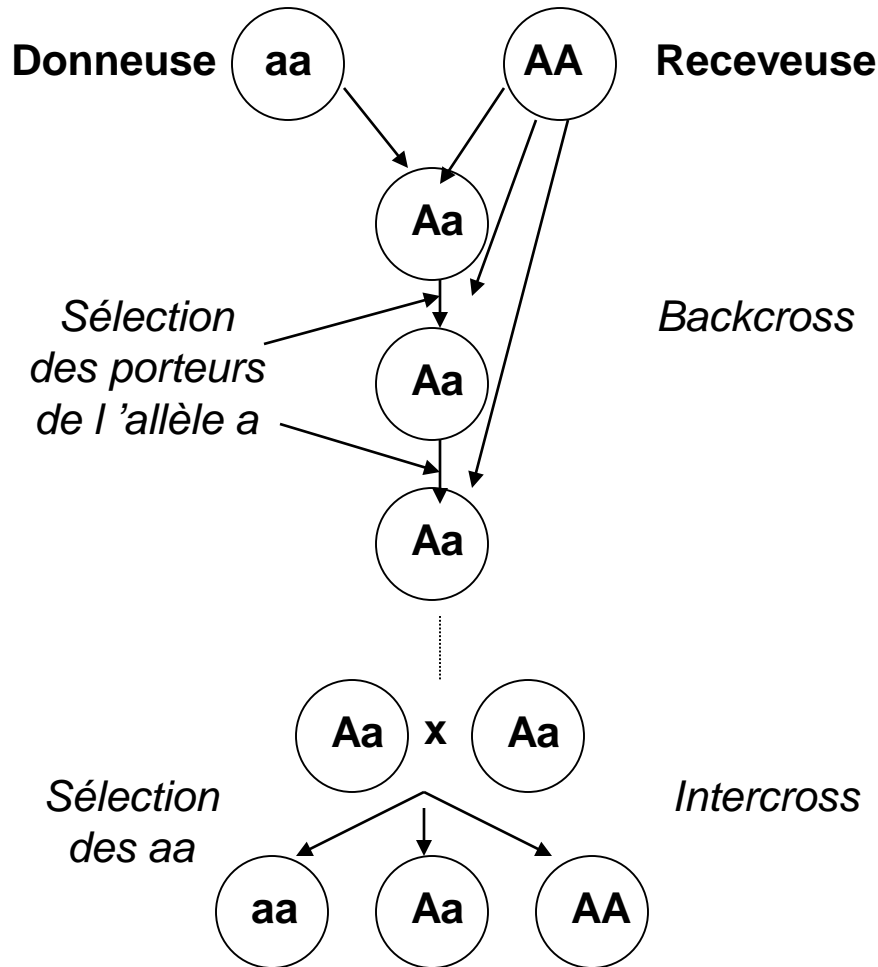 Donneuse aa AA Receveuse
Aa
Sélection
des porteurs
de l ’allèle a
Backcross
Aa
Aa
Aa x Aa
Sélection
des aa
Intercross
aa Aa AA